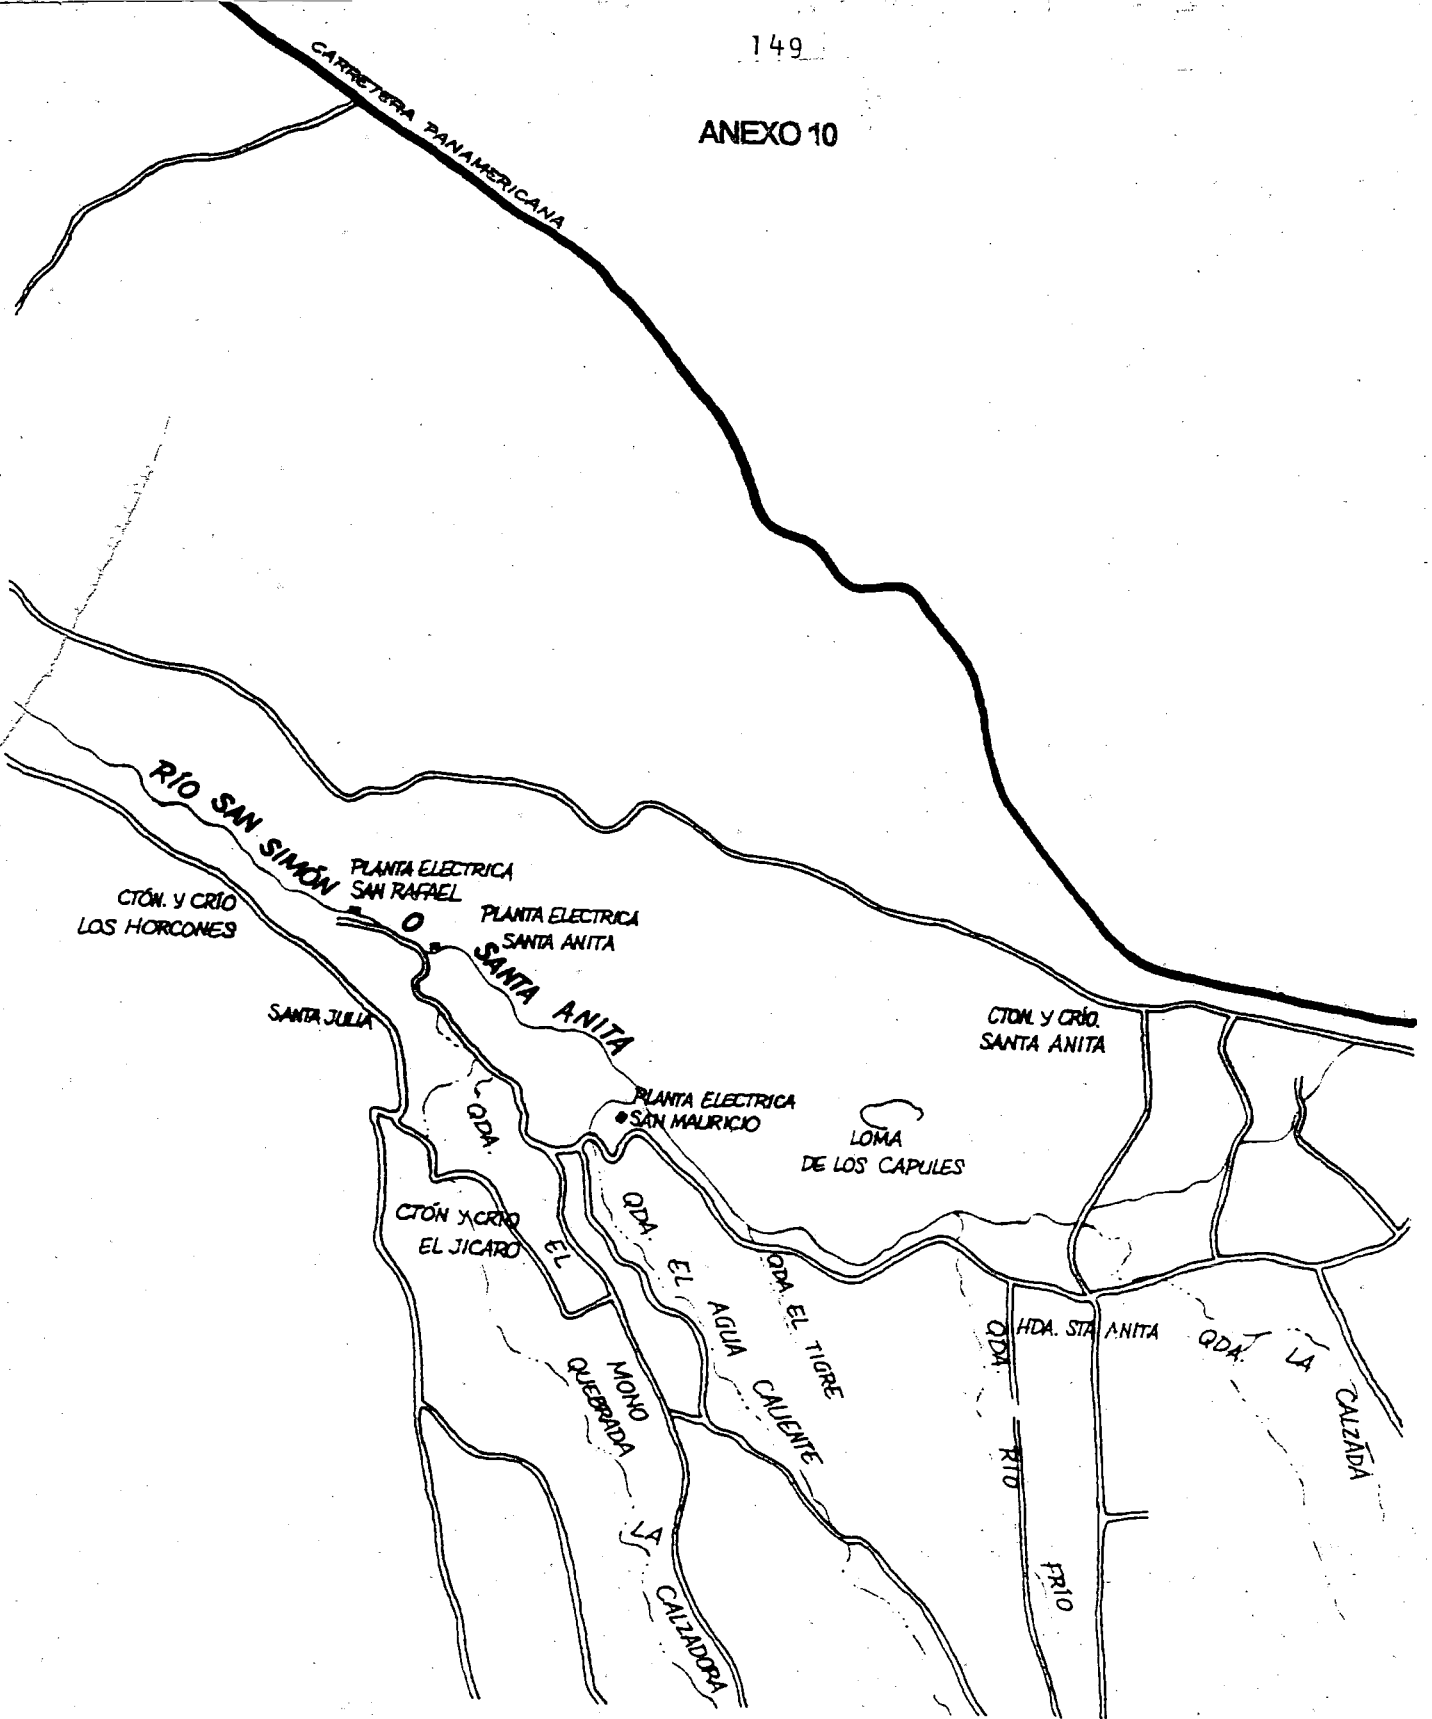 149
ANEXO 10
CARRETERA PANAMERICANA
RÍO SAN SIMÓN
O
SANTA ANITA
PLANTA ELECTRICA
SAN RAFAEL
PLANTA ELECTRICA
SANTA ANITA
CTÓN. Y CRÍO
LOS HORCONES
SANTA JULIA
CTON. Y CRÍO.
SANTA ANITA
PLANTA ELECTRICA
SAN MAURICIO
LOMA
DE LOS CAPULES
QDA. EL MONO
CTÓN Y CRÍO
EL JICARO
QDA. EL AGUA CALIENTE
QDA. EL TIGRE
QDA. RÍO FRÍO
HDA. STA ANITA
QDA. LA CALZADA
QUEBRADA LA CALZADORA